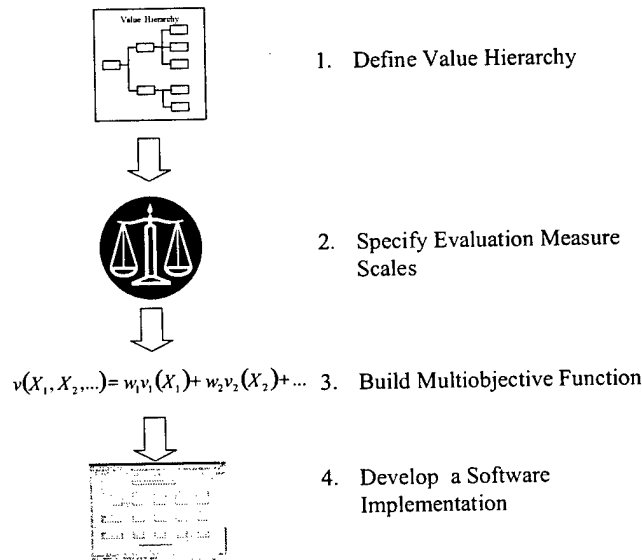 Value Hierarchy
1. Define Value Hierarchy
2. Specify Evaluation Measure
Scales
v(X₁, X₂,...)= w₁v₁(X₁)+ w₂v₂(X₂)+ ...
3. Build Multiobjective Function
4. Develop a Software
Implementation